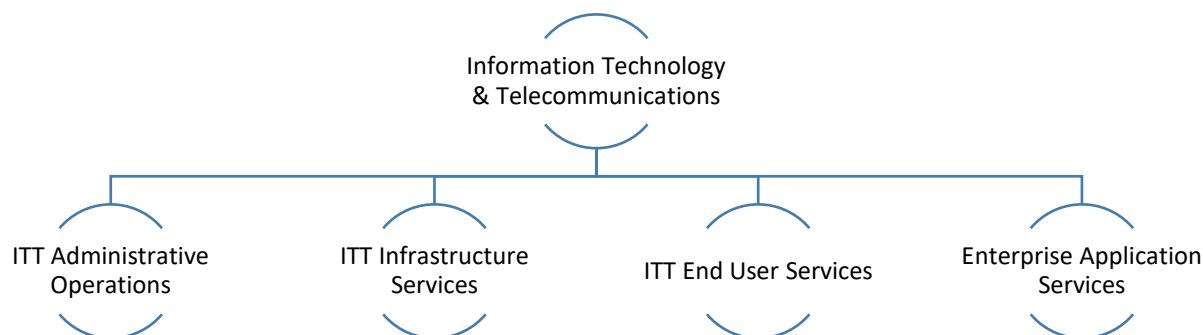 Information Technology
& Telecommunications
ITT Administrative
Operations
ITT Infrastructure
Services
ITT End User Services
Enterprise Application
Services